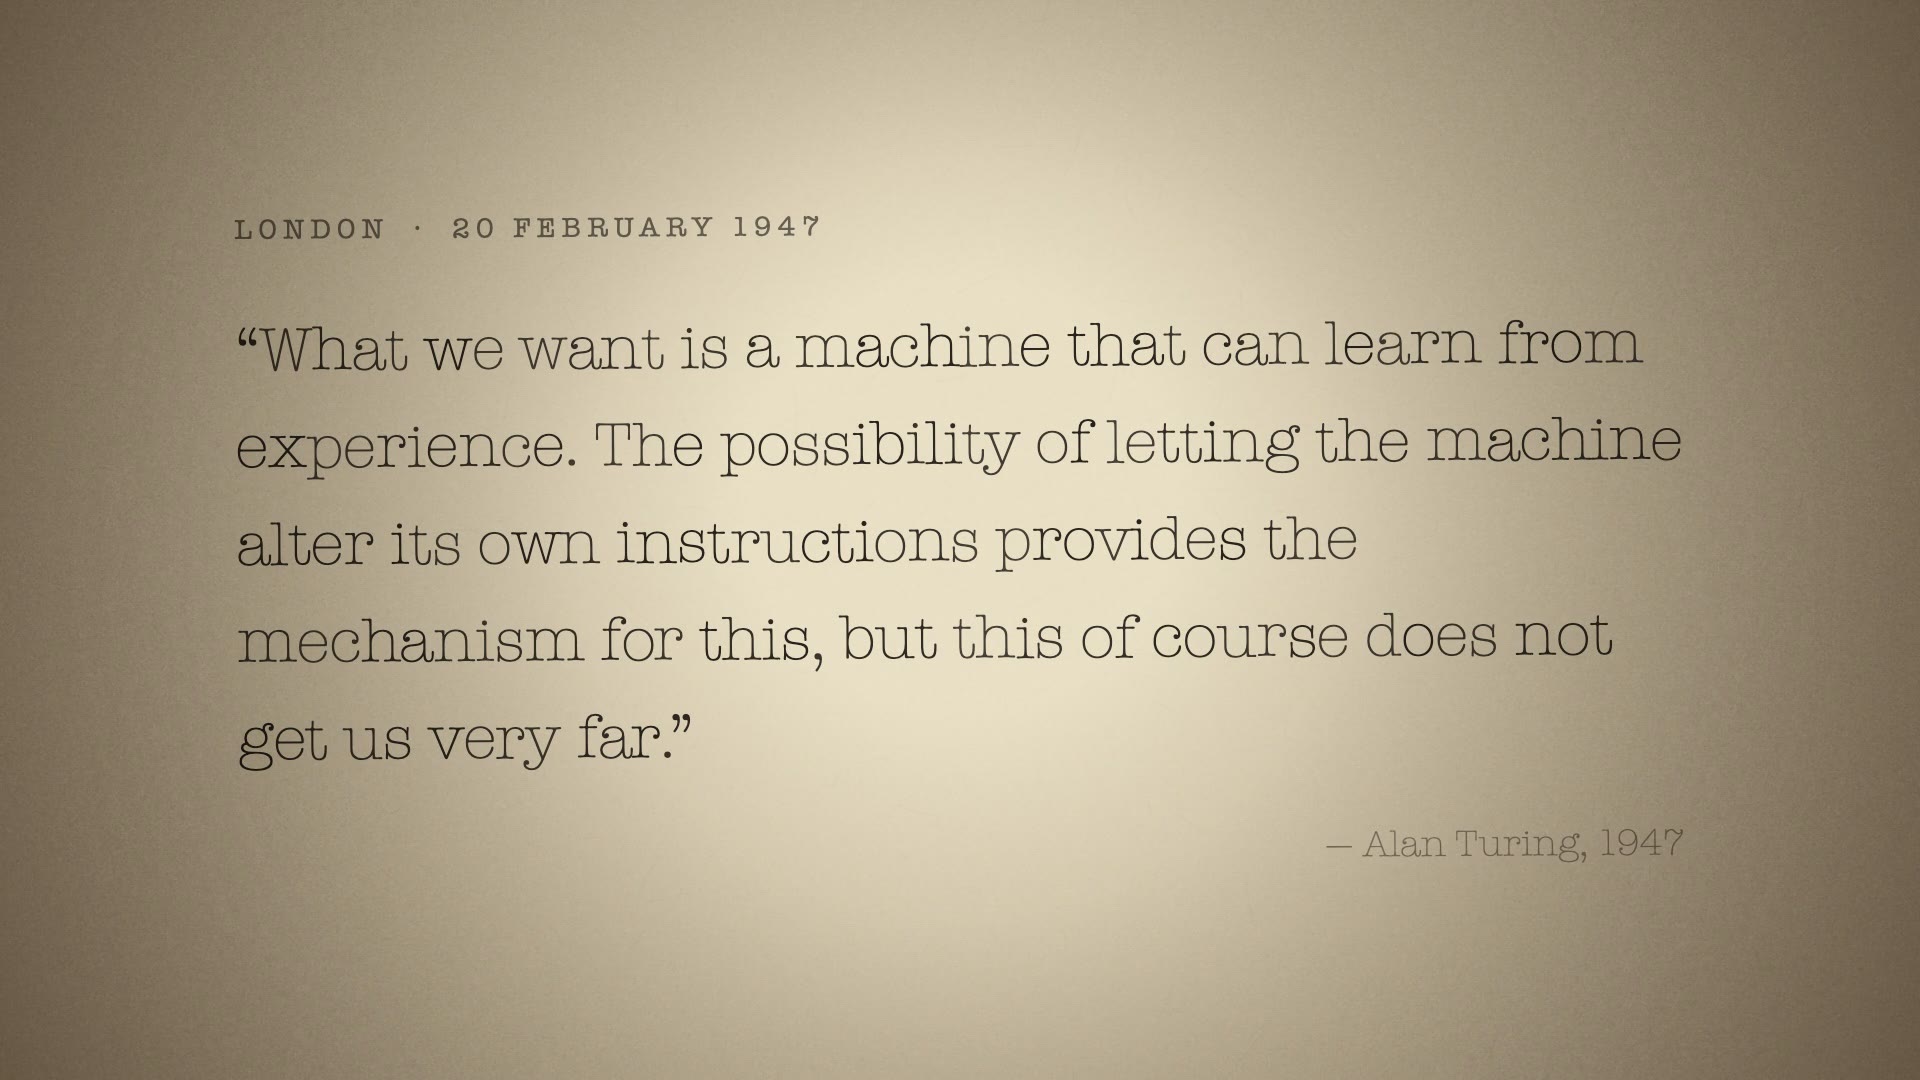 LONDON · 20 FEBRUARY 1947
“What we want is a machine that can learn from
experience. The possibility of letting the machine
alter its own instructions provides the
mechanism for this, but this of course does not
get us very far.”
— Alan Turing, 1947